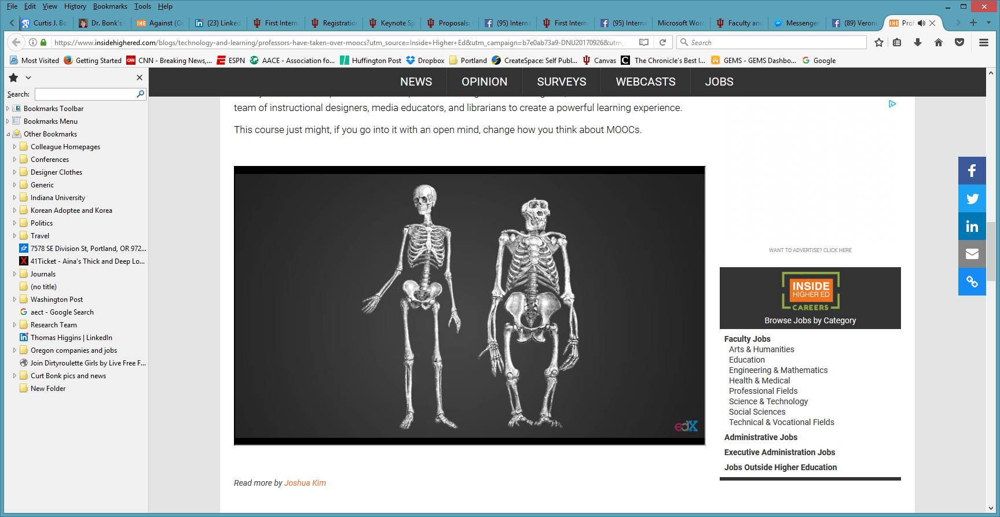 File Edit View History Bookmarks Tools Help
Curtis J. Bo
Dr. Bonk's
IHE Against (O
in (23) Linked
First Intern
Registratio
Keynote Sp
Proposals:
f (95) Interna
First Intern
f (95) Interna
Microsoft Wor
Faculty and
Messenger
f (89) Veroni
IHE Prof
https://www.insidehighered.com/blogs/technology-and-learning/professors-have-taken-over-moocs?utm_source=Inside+Higher+Ed&utm_campaign=b7e0ab73a9-DNU20170926&utm_
Search
Most Visited Getting Started CNN CNN - Breaking News,... ESPN AACE - Association fo... Huffington Post Dropbox Portland CreateSpace: Self Publ... Canvas C The Chronicle's Best I... GEMS - GEMS Dashbo... G Google
Search:
Bookmarks Toolbar
Bookmarks Menu
Other Bookmarks
Colleague Homepages
Conferences
Designer Clothes
Generic
Indiana University
Korean Adoptee and Korea
Politics
Travel
7578 SE Division St, Portland, OR 972...
X 41Ticket - Aina's Thick and Deep Lo...
Journals
(no title)
Washington Post
G aect - Google Search
Research Team
in Thomas Higgins | LinkedIn
Oregon companies and jobs
Join Dirtyroulette Girls by Live Free F...
Curt Bonk pics and news
New Folder
NEWS OPINION SURVEYS WEBCASTS JOBS
team of instructional designers, media educators, and librarians to create a powerful learning experience.
This course just might, if you go into it with an open mind, change how you think about MOOCs.
edX
Read more by Joshua Kim
f
in
WANT TO ADVERTISE? CLICK HERE
INSIDE
HIGHER ED
CAREERS
Browse Jobs by Category
Faculty Jobs
Arts & Humanities
Education
Engineering & Mathematics
Health & Medical
Professional Fields
Science & Technology
Social Sciences
Technical & Vocational Fields
Administrative Jobs
Executive Administration Jobs
Jobs Outside Higher Education